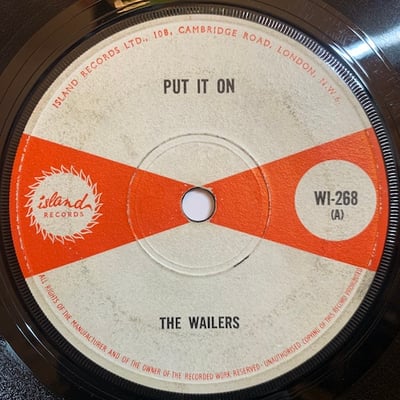 ISLAND RECORDS LTD., 108, CAMBRIDGE ROAD, LONDON, N.W.6
PUT IT ON
island
RECORDS
WI-268
(A)
THE WAILERS
ALL RIGHTS OF THE MANUFACTURER AND OF THE OWNER OF THE RECORDED WORK RESERVED · UNAUTHORISED COPYING OF THIS RECORD PROHIBITED